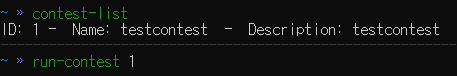 ~ » contest-list
ID: 1 -  Name: testcontest  -  Description: testcontest
~ » run-contest 1